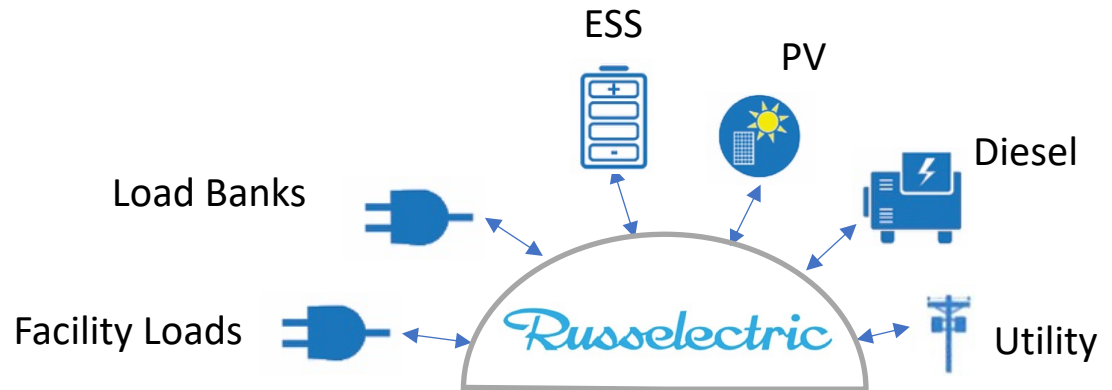 ESS
PV
Diesel
Load Banks
Facility Loads
Russelectric
Utility